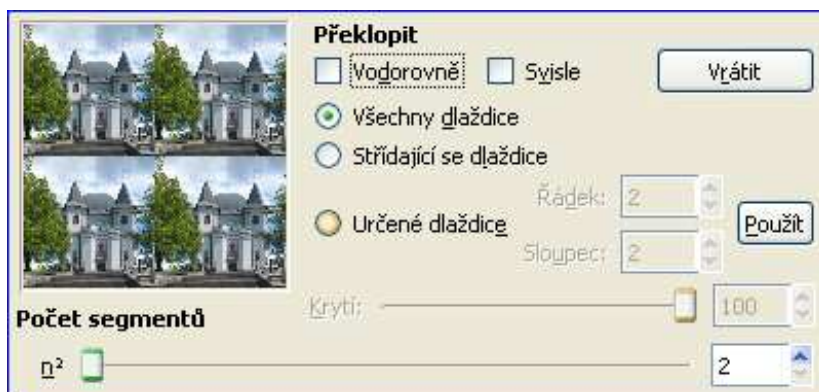 Překlopit
Vodorovně Svisle Vrátit
Všechny dlaždice
Střídající se dlaždice
Řádek: 2
Určené dlaždice Použít
Sloupec: 2
Krytí: 100
Počet segmentů
n² 2